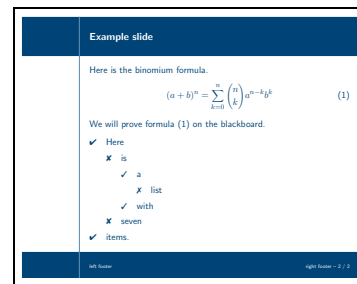 Example slide
Here is the binomium formula.
(a + b)^n = \sum_{k=0}^{n} \binom{n}{k} a^{n-k} b^k (1)
We will prove formula (1) on the blackboard.
✔ Here
✘ is
✓ a
✗ list
✓ with
✘ seven
✔ items.
left footer right footer – 2 / 2